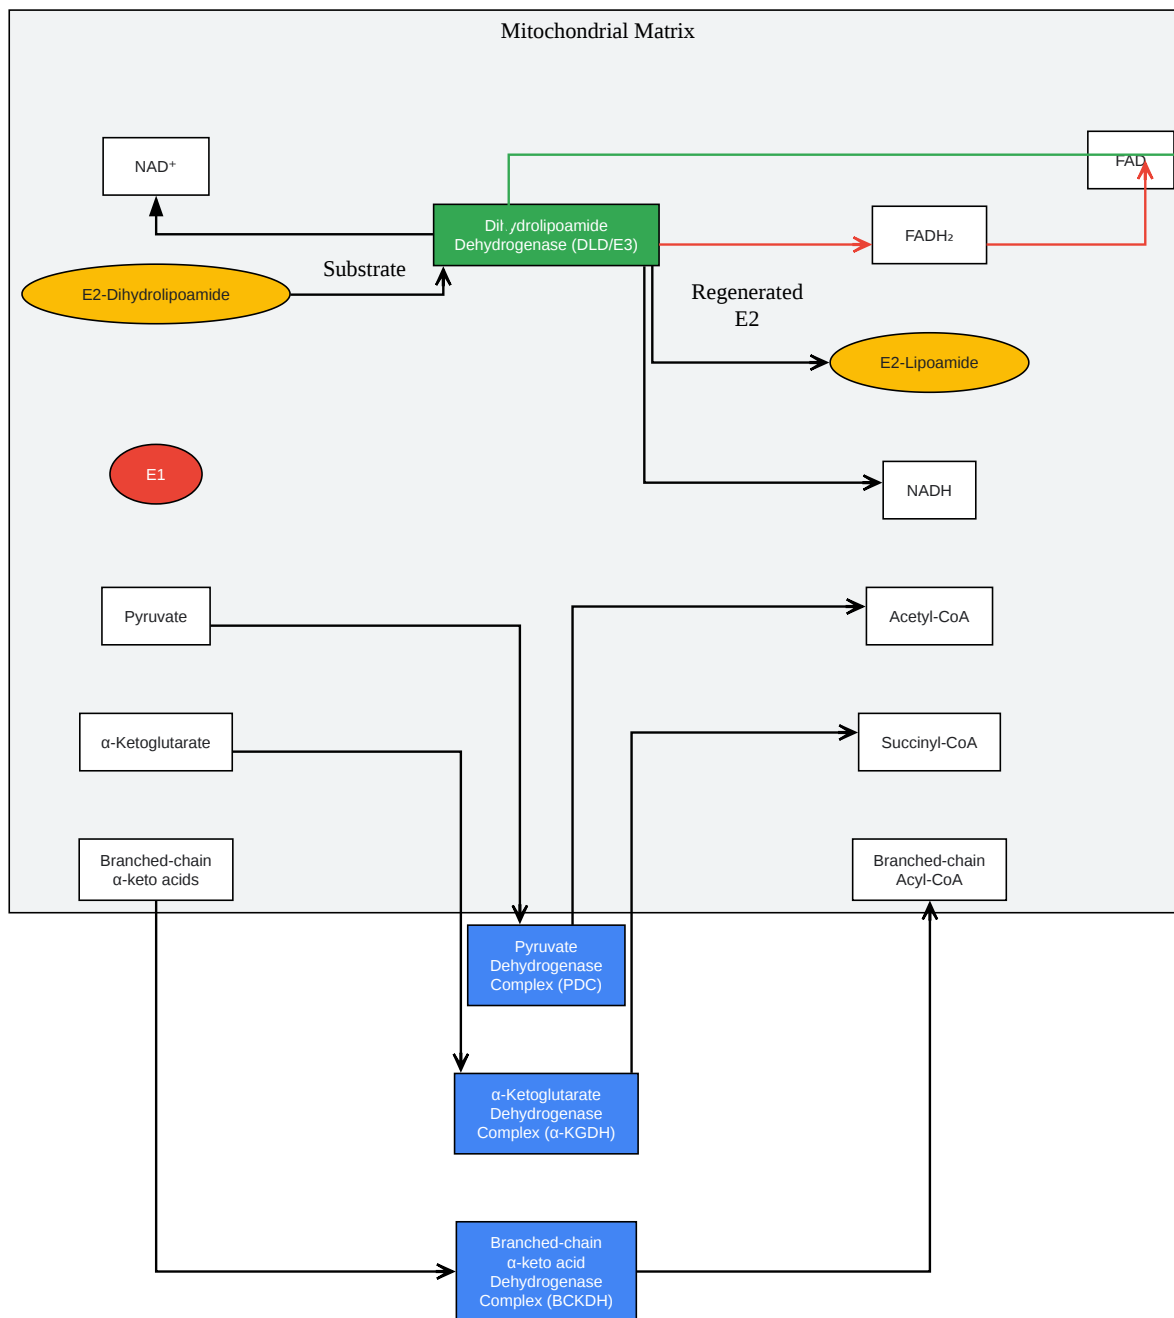 Mitochondrial Matrix
NAD⁺
FAD
Dihydrolipoamide
Dehydrogenase (DLD/E3)
FADH₂
Substrate
E2-Dihydrolipoamide
Regenerated
E2
E2-Lipoamide
E1
NADH
Pyruvate
Acetyl-CoA
α-Ketoglutarate
Succinyl-CoA
Branched-chain
α-keto acids
Branched-chain
Acyl-CoA
Pyruvate
Dehydrogenase
Complex (PDC)
α-Ketoglutarate
Dehydrogenase
Complex (α-KGDH)
Branched-chain
α-keto acid
Dehydrogenase
Complex (BCKDH)